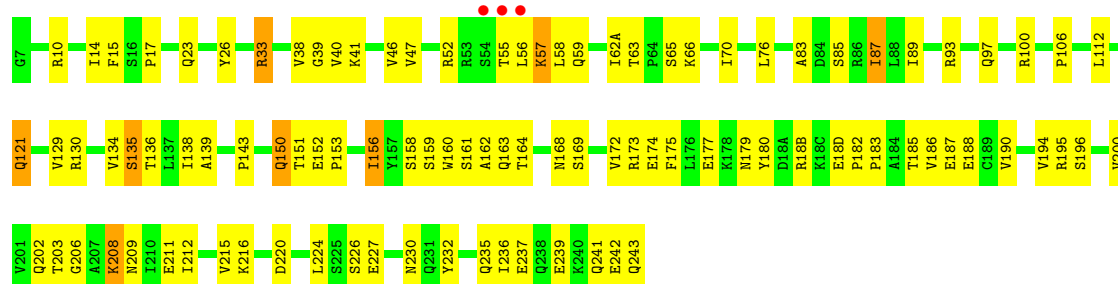 G7 R10 I14 F15 S16 P17 Q23 Y26 R33 V38 G39 V40 K41 V46 V47 R52 R53 S54 T55 L56 K57 L58 Q59 I62A T63 P64 S65 K66 I70 L76 A83 D84 S85 R86 I87 L88 I89 R93 Q97 R100 P106 L112
Q121 V129 R130 V134 S135 T136 L137 I138 A139 P143 Q150 T151 E152 P153 I156 Y157 S158 S159 W160 S161 A162 Q163 T164 N168 S169 V172 R173 E174 F175 L176 E177 K178 N179 Y180 D18A R18B K18C E18D P182 P183 A184 T185 V186 E187 E188 C189 V190 V194 R195 S196
V201 Q202 T203 G206 A207 K208 N209 I210 E211 I212 V215 K216 D220 L224 S225 S226 E227 N230 Q231 Y232 Q235 I236 E237 Q238 E239 K240 Q241 E242 Q243